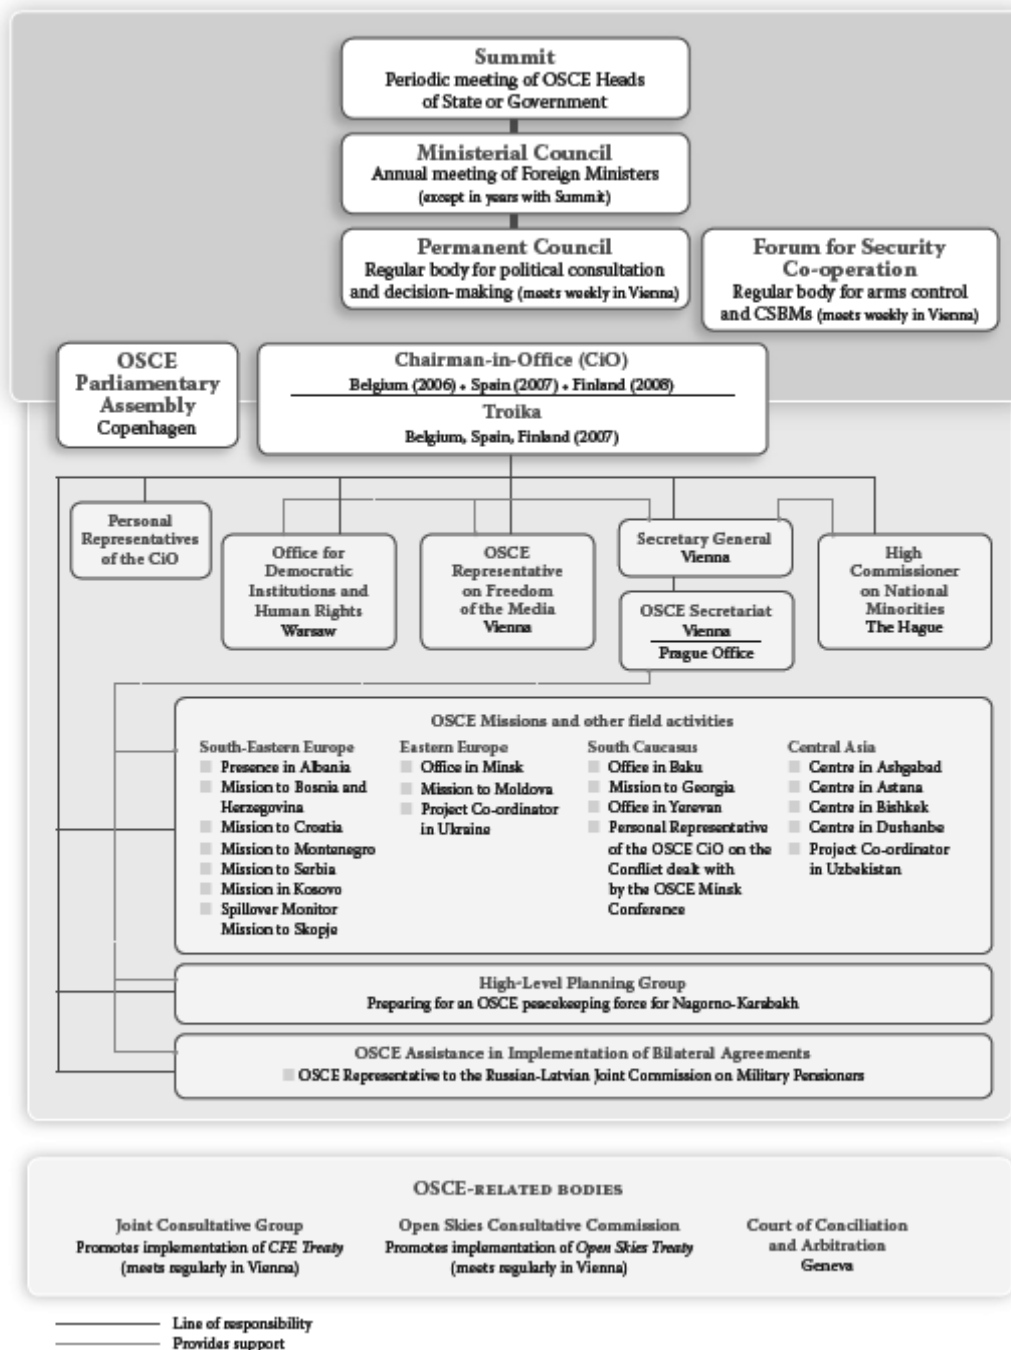 Summit
Periodic meeting of OSCE Heads
of State or Government
Ministerial Council
Annual meeting of Foreign Ministers
(except in years with Summit)
Permanent Council
Regular body for political consultation
and decision-making (meets weekly in Vienna)
Forum for Security
Co-operation
Regular body for arms control
and CSBMs (meets weekly in Vienna)
OSCE
Parliamentary
Assembly
Copenhagen
Chairman-in-Office (CiO)
Belgium (2006) • Spain (2007) • Finland (2008)
Troika
Belgium, Spain, Finland (2007)
Personal
Representatives
of the CiO
Office for
Democratic
Institutions and
Human Rights
Warsaw
OSCE
Representative
on Freedom
of the Media
Vienna
Secretary General
Vienna
OSCE Secretariat
Vienna
Prague Office
High
Commissioner
on National
Minorities
The Hague
OSCE Missions and other field activities
South-Eastern Europe
Presence in Albania
Mission to Bosnia and
Herzegovina
Mission to Croatia
Mission to Montenegro
Mission to Serbia
Mission in Kosovo
Spillover Monitor
Mission to Skopje
Eastern Europe
Office in Minsk
Mission to Moldova
Project Co-ordinator
in Ukraine
South Caucasus
Office in Baku
Mission to Georgia
Office in Yerevan
Personal Representative
of the OSCE CiO on the
Conflict dealt with
by the OSCE Minsk
Conference
Central Asia
Centre in Ashgabad
Centre in Astana
Centre in Bishkek
Centre in Dushanbe
Project Co-ordinator
in Uzbekistan
High-Level Planning Group
Preparing for an OSCE peacekeeping force for Nagorno-Karabakh
OSCE Assistance in Implementation of Bilateral Agreements
OSCE Representative to the Russian-Latvian Joint Commission on Military Pensioners
OSCE-RELATED BODIES
Joint Consultative Group
Promotes implementation of CFE Treaty
(meets regularly in Vienna)
Open Skies Consultative Commission
Promotes implementation of Open Skies Treaty
(meets regularly in Vienna)
Court of Conciliation
and Arbitration
Geneva
Line of responsibility
Provides support